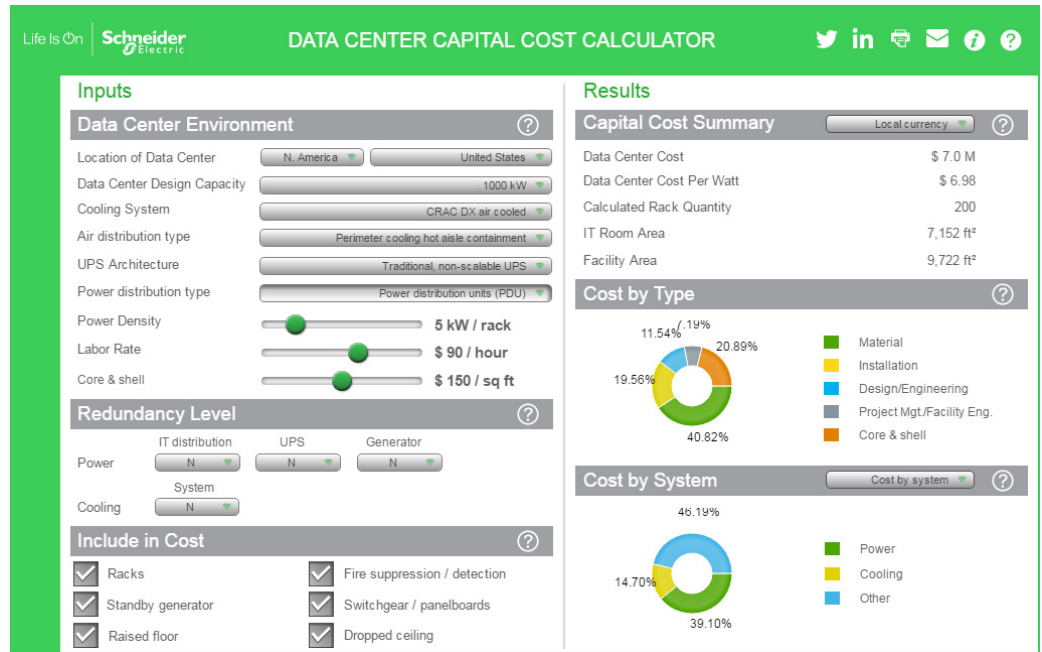 Life Is On Schneider Electric
DATA CENTER CAPITAL COST CALCULATOR
Inputs
Data Center Environment
Location of Data Center N. America United States
Data Center Design Capacity 1000 kW
Cooling System CRAC DX air cooled
Air distribution type Perimeter cooling hot aisle containment
UPS Architecture Traditional, non-scalable UPS
Power distribution type Power distribution units (PDU)
Power Density 5 kW / rack
Labor Rate $ 90 / hour
Core & shell $ 150 / sq ft
Redundancy Level
IT distribution UPS Generator
Power N N N
System
Cooling N
Include in Cost
Racks Fire suppression / detection
Standby generator Switchgear / panelboards
Raised floor Dropped ceiling
Results
Capital Cost Summary Local currency
Data Center Cost $ 7.0 M
Data Center Cost Per Watt $ 6.98
Calculated Rack Quantity 200
IT Room Area 7,152 ft²
Facility Area 9,722 ft²
Cost by Type
.19%
11.54%
20.89%
19.56%
40.82%
Material
Installation
Design/Engineering
Project Mgt./Facility Eng.
Core & shell
Cost by System Cost by system
46.19%
14.70%
39.10%
Power
Cooling
Other